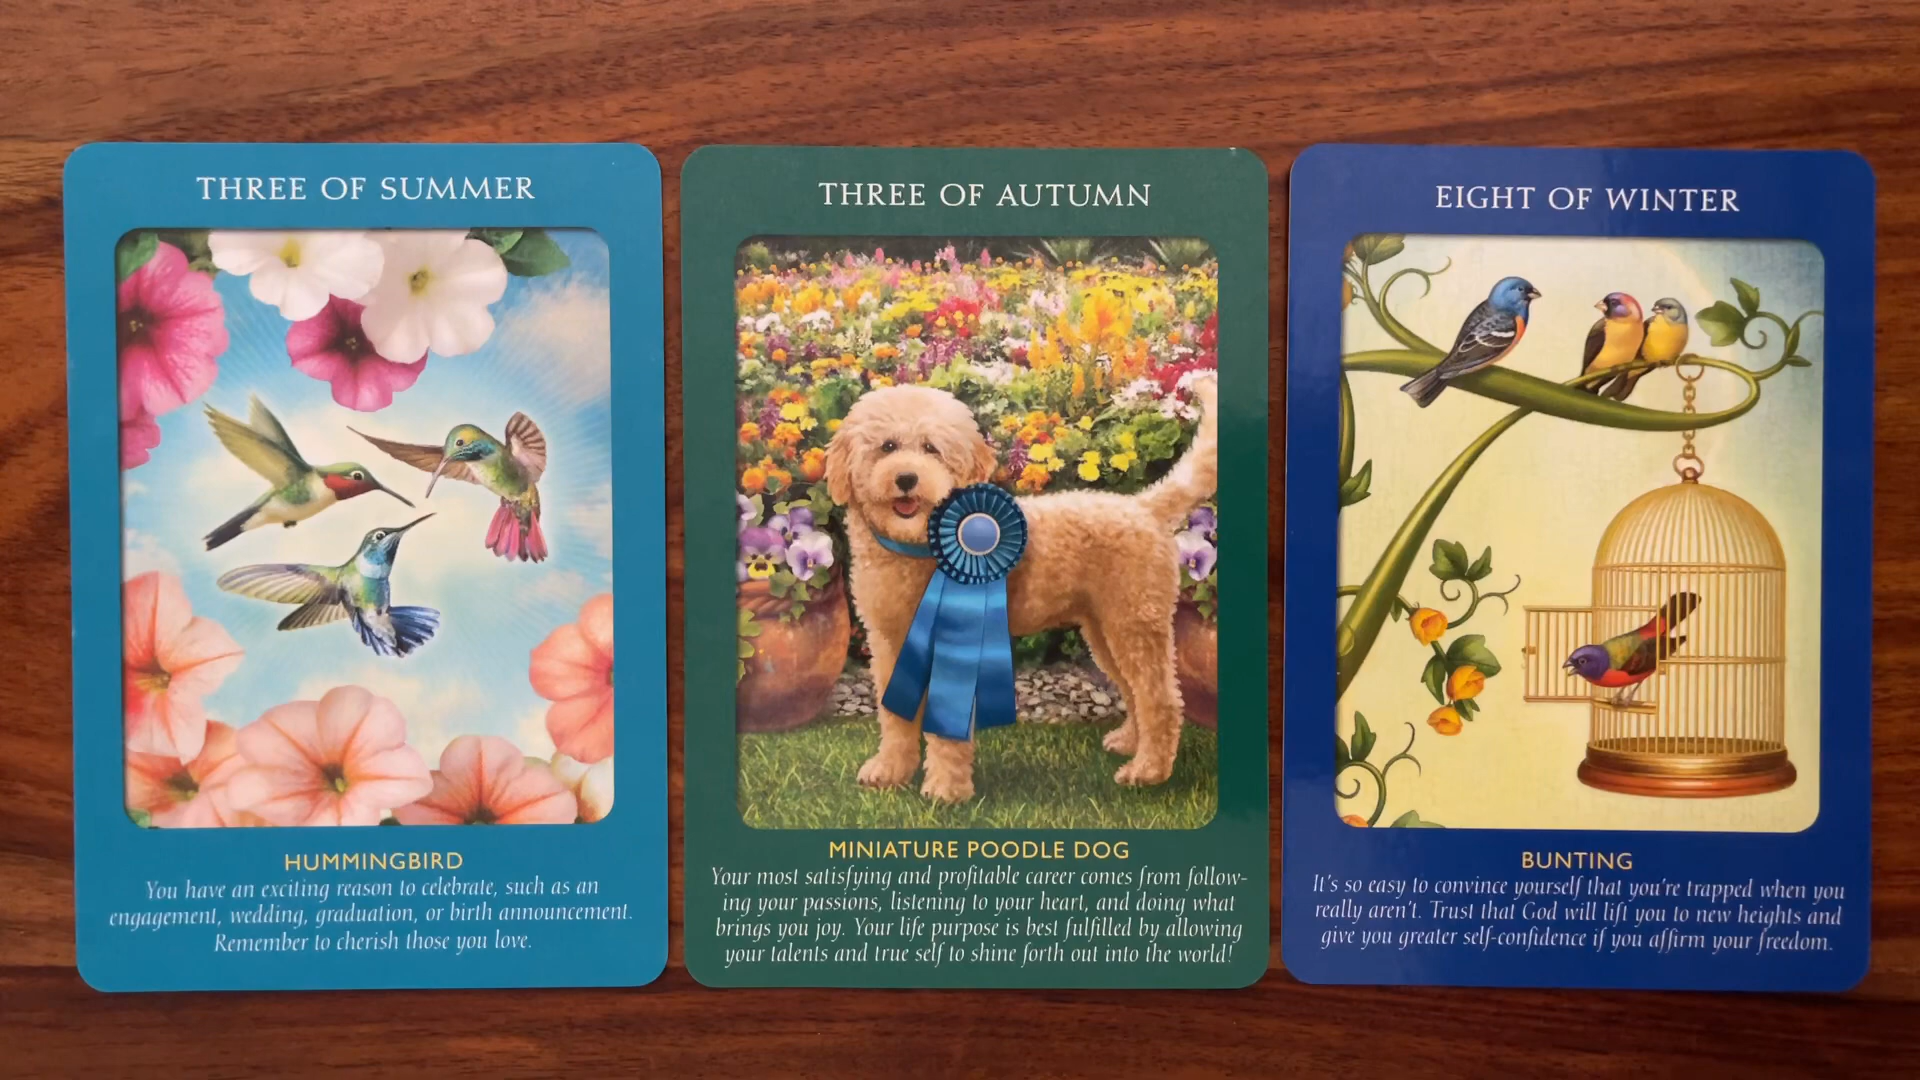 THREE OF SUMMER
HUMMINGBIRD
You have an exciting reason to celebrate, such as an
engagement, wedding, graduation, or birth announcement.
Remember to cherish those you love.
THREE OF AUTUMN
MINIATURE POODLE DOG
Your most satisfying and profitable career comes from follow-
ing your passions, listening to your heart, and doing what
brings you joy. Your life purpose is best fulfilled by allowing
your talents and true self to shine forth out into the world!
EIGHT OF WINTER
BUNTING
It's so easy to convince yourself that you're trapped when you
really aren't. Trust that God will lift you to new heights and
give you greater self-confidence if you affirm your freedom.